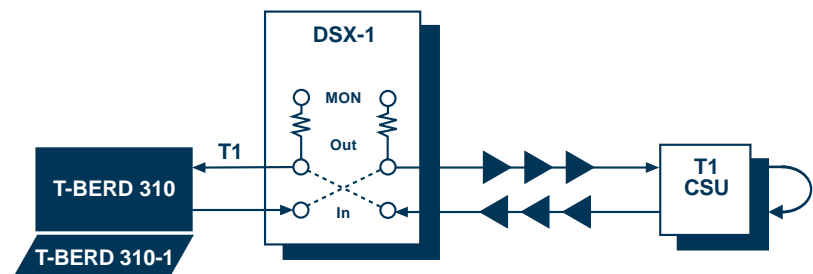 DSX-1
MON
Out
T1
T-BERD 310
In
T-BERD 310-1
T1
CSU